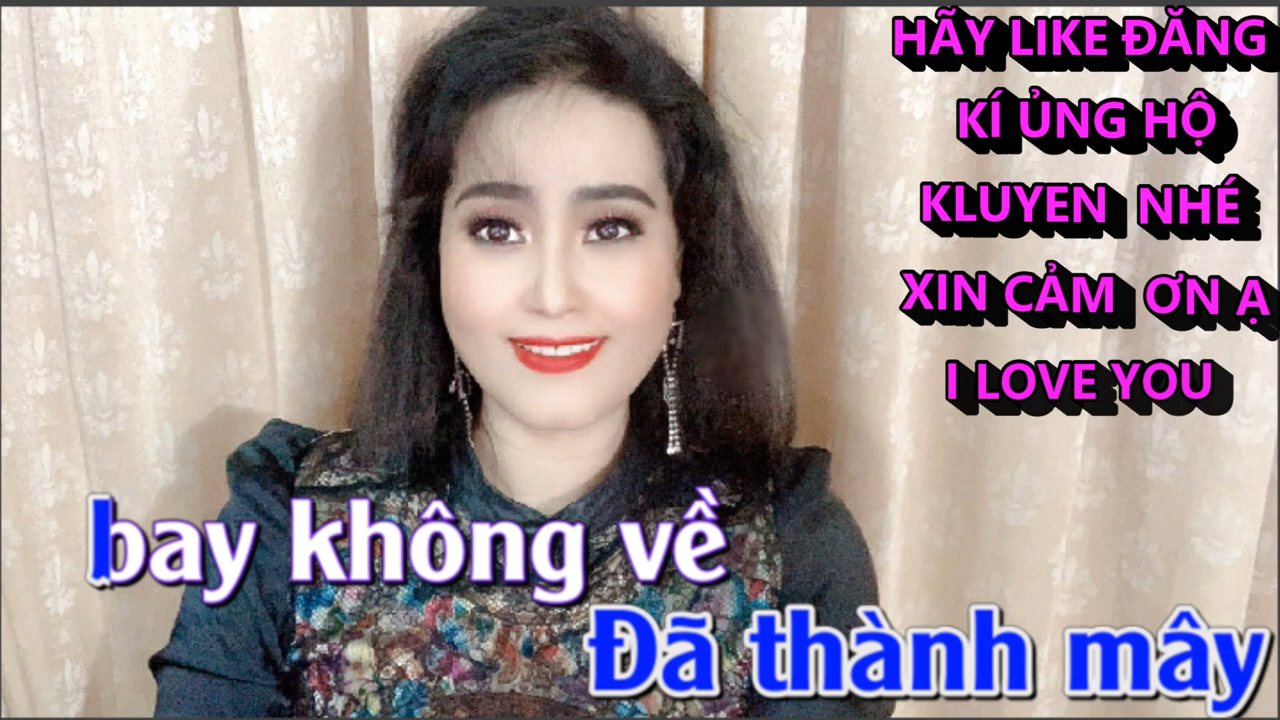 HÃY LIKE ĐĂNG
KÍ ỦNG HỘ
KLUYEN NHÉ
XIN CẢM ƠN Ạ
I LOVE YOU
bay không về
Đã thành mây